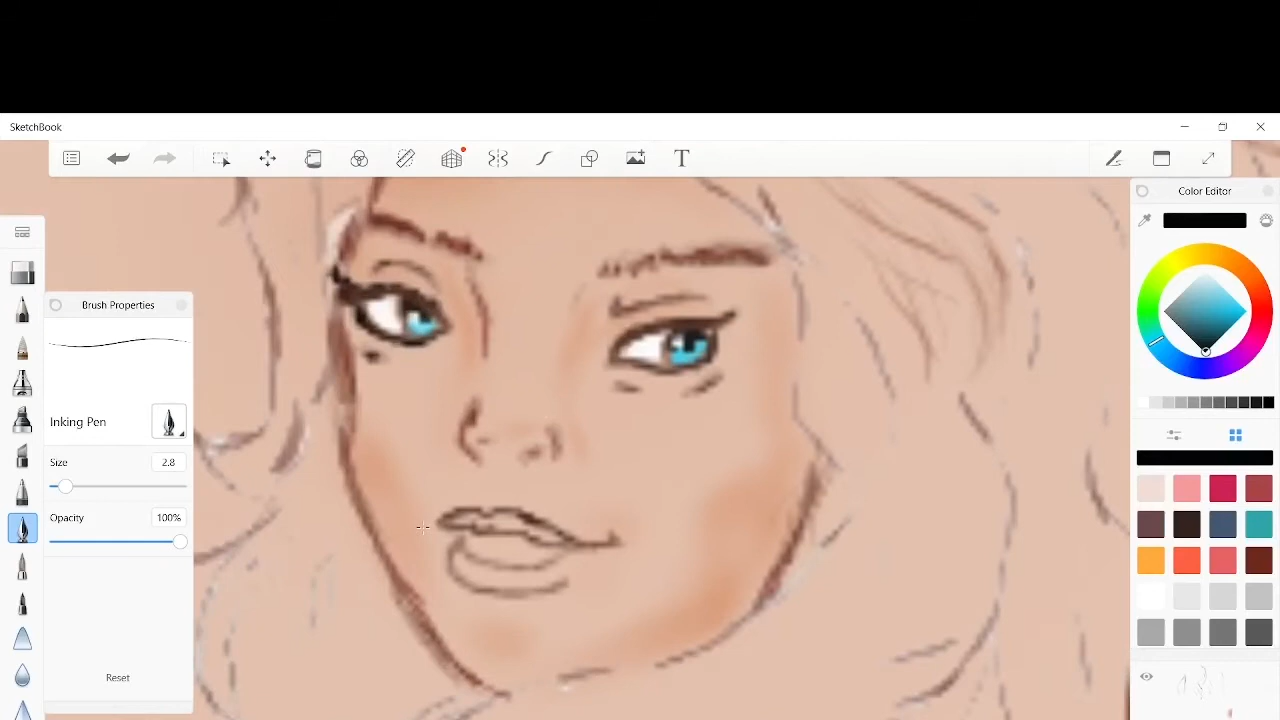 SketchBook
T
Color Editor
Brush Properties
Inking Pen
Size 2.8
Opacity 100%
Reset